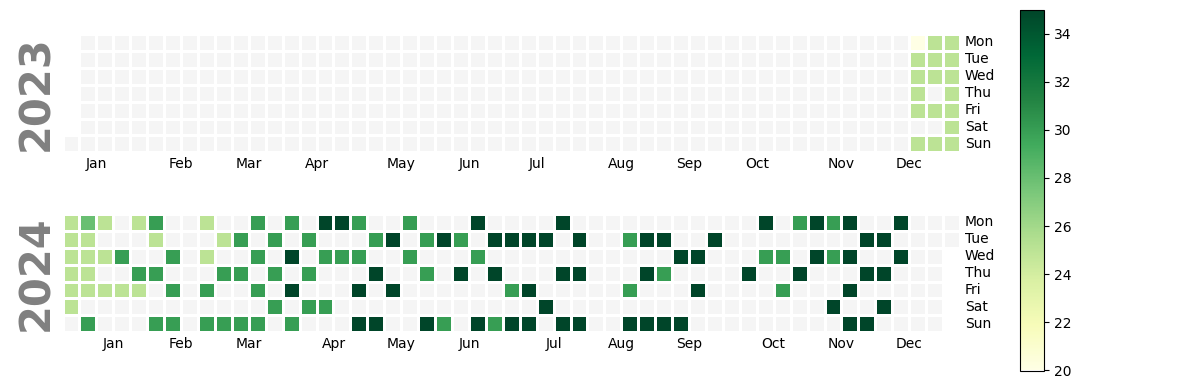 2023
Mon
Tue
Wed
Thu
Fri
Sat
Sun
Jan Feb Mar Apr May Jun Jul Aug Sep Oct Nov Dec
2024
Mon
Tue
Wed
Thu
Fri
Sat
Sun
Jan Feb Mar Apr May Jun Jul Aug Sep Oct Nov Dec
34
32
30
28
26
24
22
20